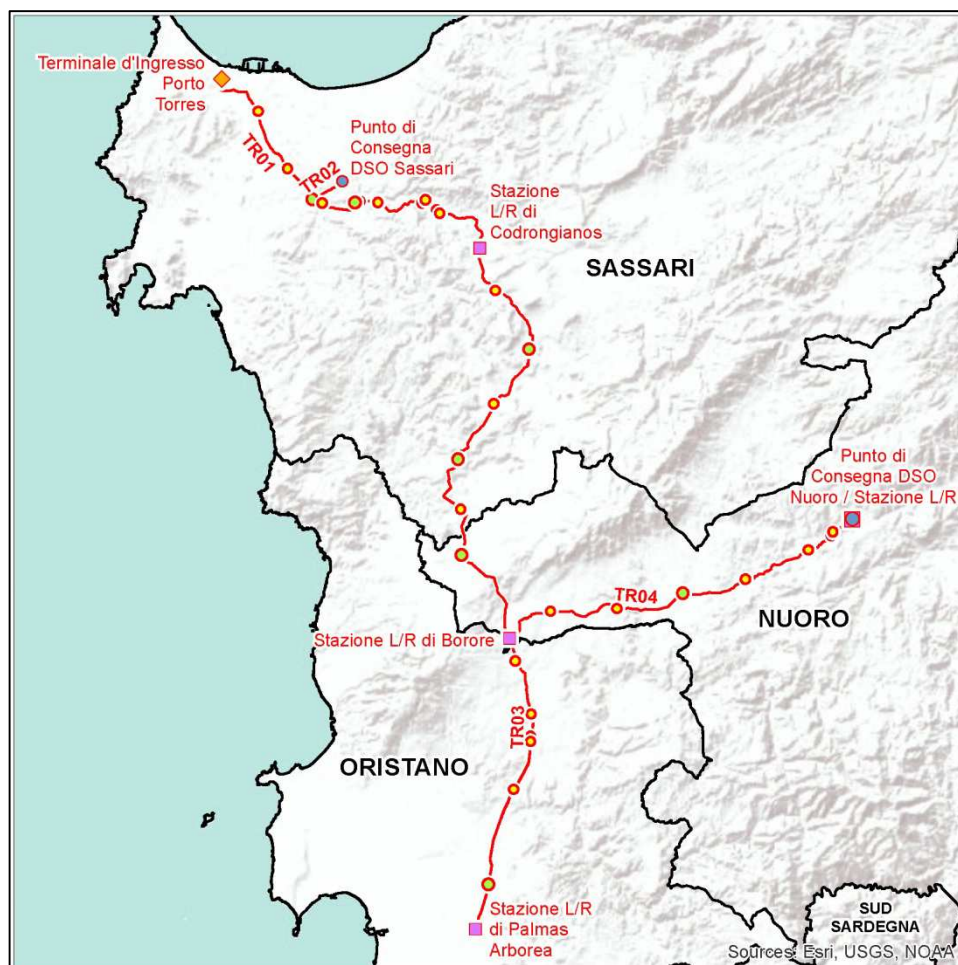 Terminale d'Ingresso
Porto
Torres
TR01
TR02
Punto di
Consegna
DSO Sassari
Stazione
L/R di
Codrongianos
SASSARI
Punto di
Consegna DSO
Nuoro / Stazione L/R
TR04
NUORO
Stazione L/R di Borore
TR03
ORISTANO
Stazione L/R
di Palmas
Arborea
SUD
SARDEGNA
Sources: Esri, USGS, NOAA